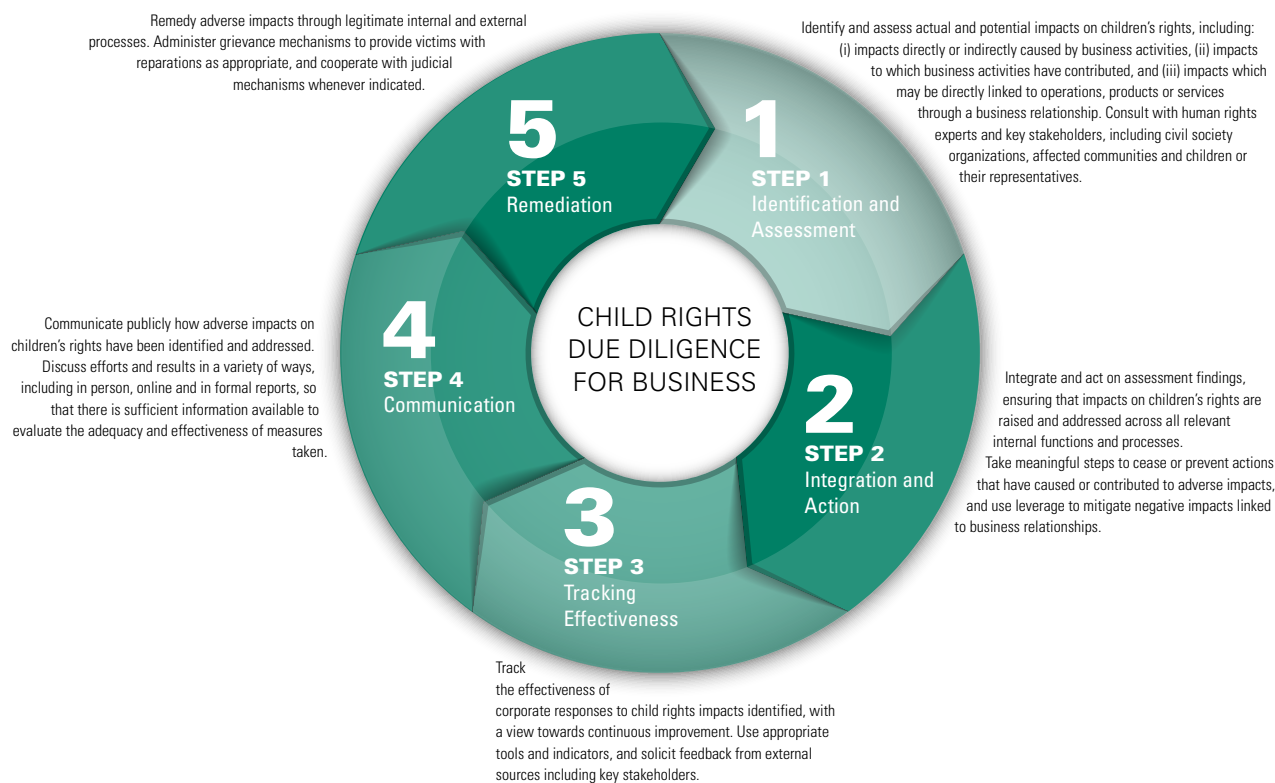 CHILD RIGHTS
DUE DILIGENCE
FOR BUSINESS
1
STEP 1
Identification and
Assessment
Identify and assess actual and potential impacts on children’s rights, including:
(i) impacts directly or indirectly caused by business activities, (ii) impacts
to which business activities have contributed, and (iii) impacts which
may be directly linked to operations, products or services
through a business relationship. Consult with human rights
experts and key stakeholders, including civil society
organizations, affected communities and children or
their representatives.
2
STEP 2
Integration and
Action
Integrate and act on assessment findings,
ensuring that impacts on children’s rights are
raised and addressed across all relevant
internal functions and processes.
Take meaningful steps to cease or prevent actions
that have caused or contributed to adverse impacts,
and use leverage to mitigate negative impacts linked
to business relationships.
3
STEP 3
Tracking
Effectiveness
Track
the effectiveness of
corporate responses to child rights impacts identified, with
a view towards continuous improvement. Use appropriate
tools and indicators, and solicit feedback from external
sources including key stakeholders.
4
STEP 4
Communication
Communicate publicly how adverse impacts on
children’s rights have been identified and addressed.
Discuss efforts and results in a variety of ways,
including in person, online and in formal reports, so
that there is sufficient information available to
evaluate the adequacy and effectiveness of measures
taken.
5
STEP 5
Remediation
Remedy adverse impacts through legitimate internal and external
processes. Administer grievance mechanisms to provide victims with
reparations as appropriate, and cooperate with judicial
mechanisms whenever indicated.